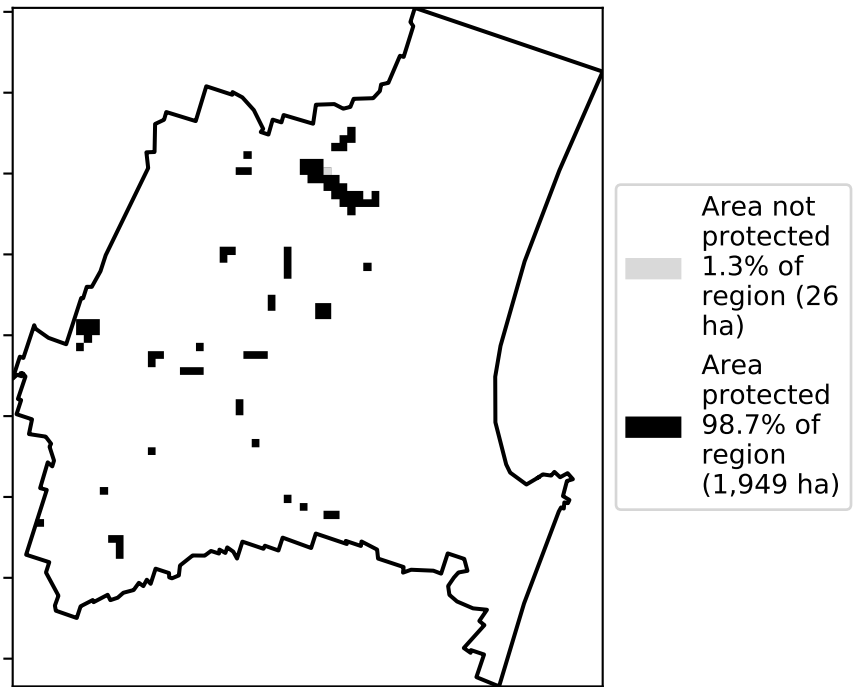 Area not
protected
1.3% of
region (26
ha)
Area
protected
98.7% of
region
(1,949 ha)